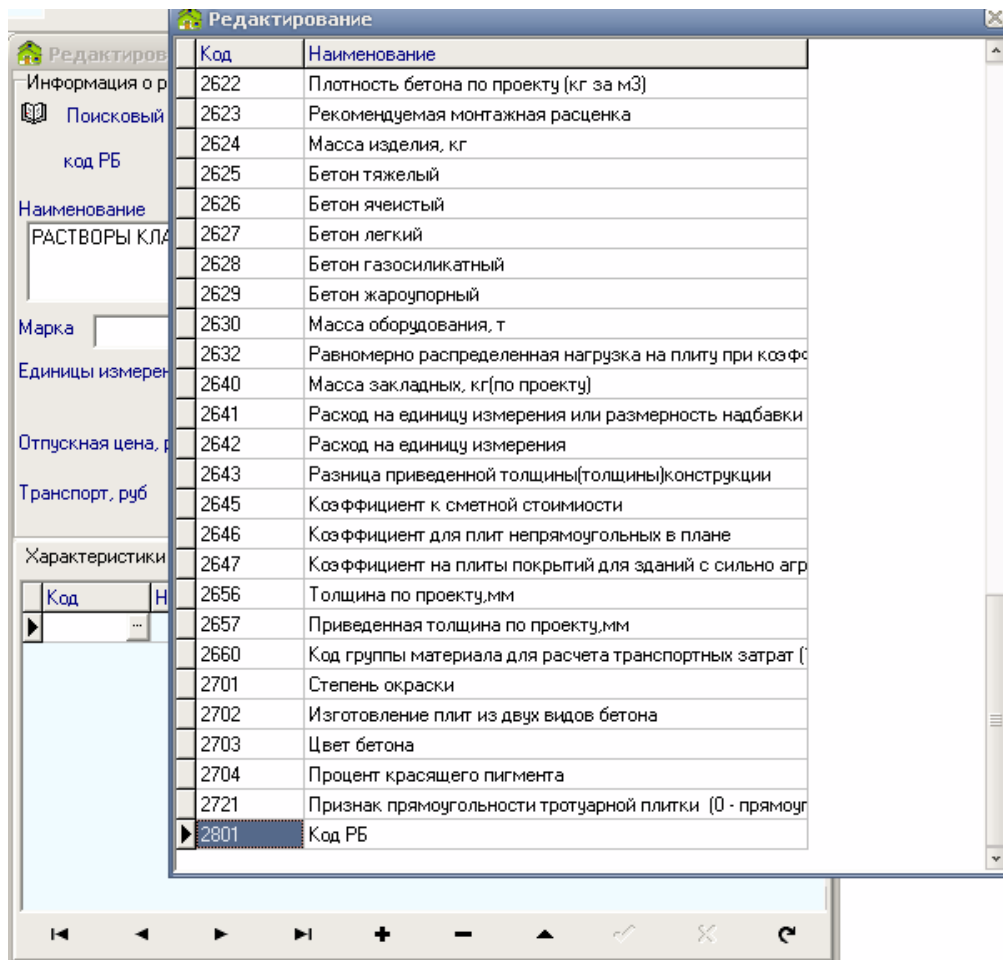 Редактирование
Код Наименование
2622 Плотность бетона по проекту (кг за м3)
2623 Рекомендуемая монтажная расценка
2624 Масса изделия, кг
2625 Бетон тяжелый
2626 Бетон ячеистый
2627 Бетон легкий
2628 Бетон газосиликатный
2629 Бетон жароупорный
2630 Масса оборудования, т
2632 Равномерно распределенная нагрузка на плиту при коэфф
2640 Масса закладных, кг(по проекту)
2641 Расход на единицу измерения или размерность надбавки
2642 Расход на единицу измерения
2643 Разница приведенной толщины(толщины)конструкции
2645 Коэффициент к сметной стоимиости
2646 Коэффициент для плит непрямоугольных в плане
2647 Коэффициент на плиты покрытий для зданий с сильно агр
2656 Толщина по проекту,мм
2657 Приведенная толщина по проекту,мм
2660 Код группы материала для расчета транспортных затрат (
2701 Степень окраски
2702 Изготовление плит из двух видов бетона
2703 Цвет бетона
2704 Процент красящего пигмента
2721 Признак прямоугольности тротуарной плитки (0 - прямоуг
2801 Код РБ
Редактиров
Информация о р
Поисковый
код РБ
Наименование
РАСТВОРЫ КЛА
Марка
Единицы измерен
Отпускная цена, р
Транспорт, руб
Характеристики
Код Н
...